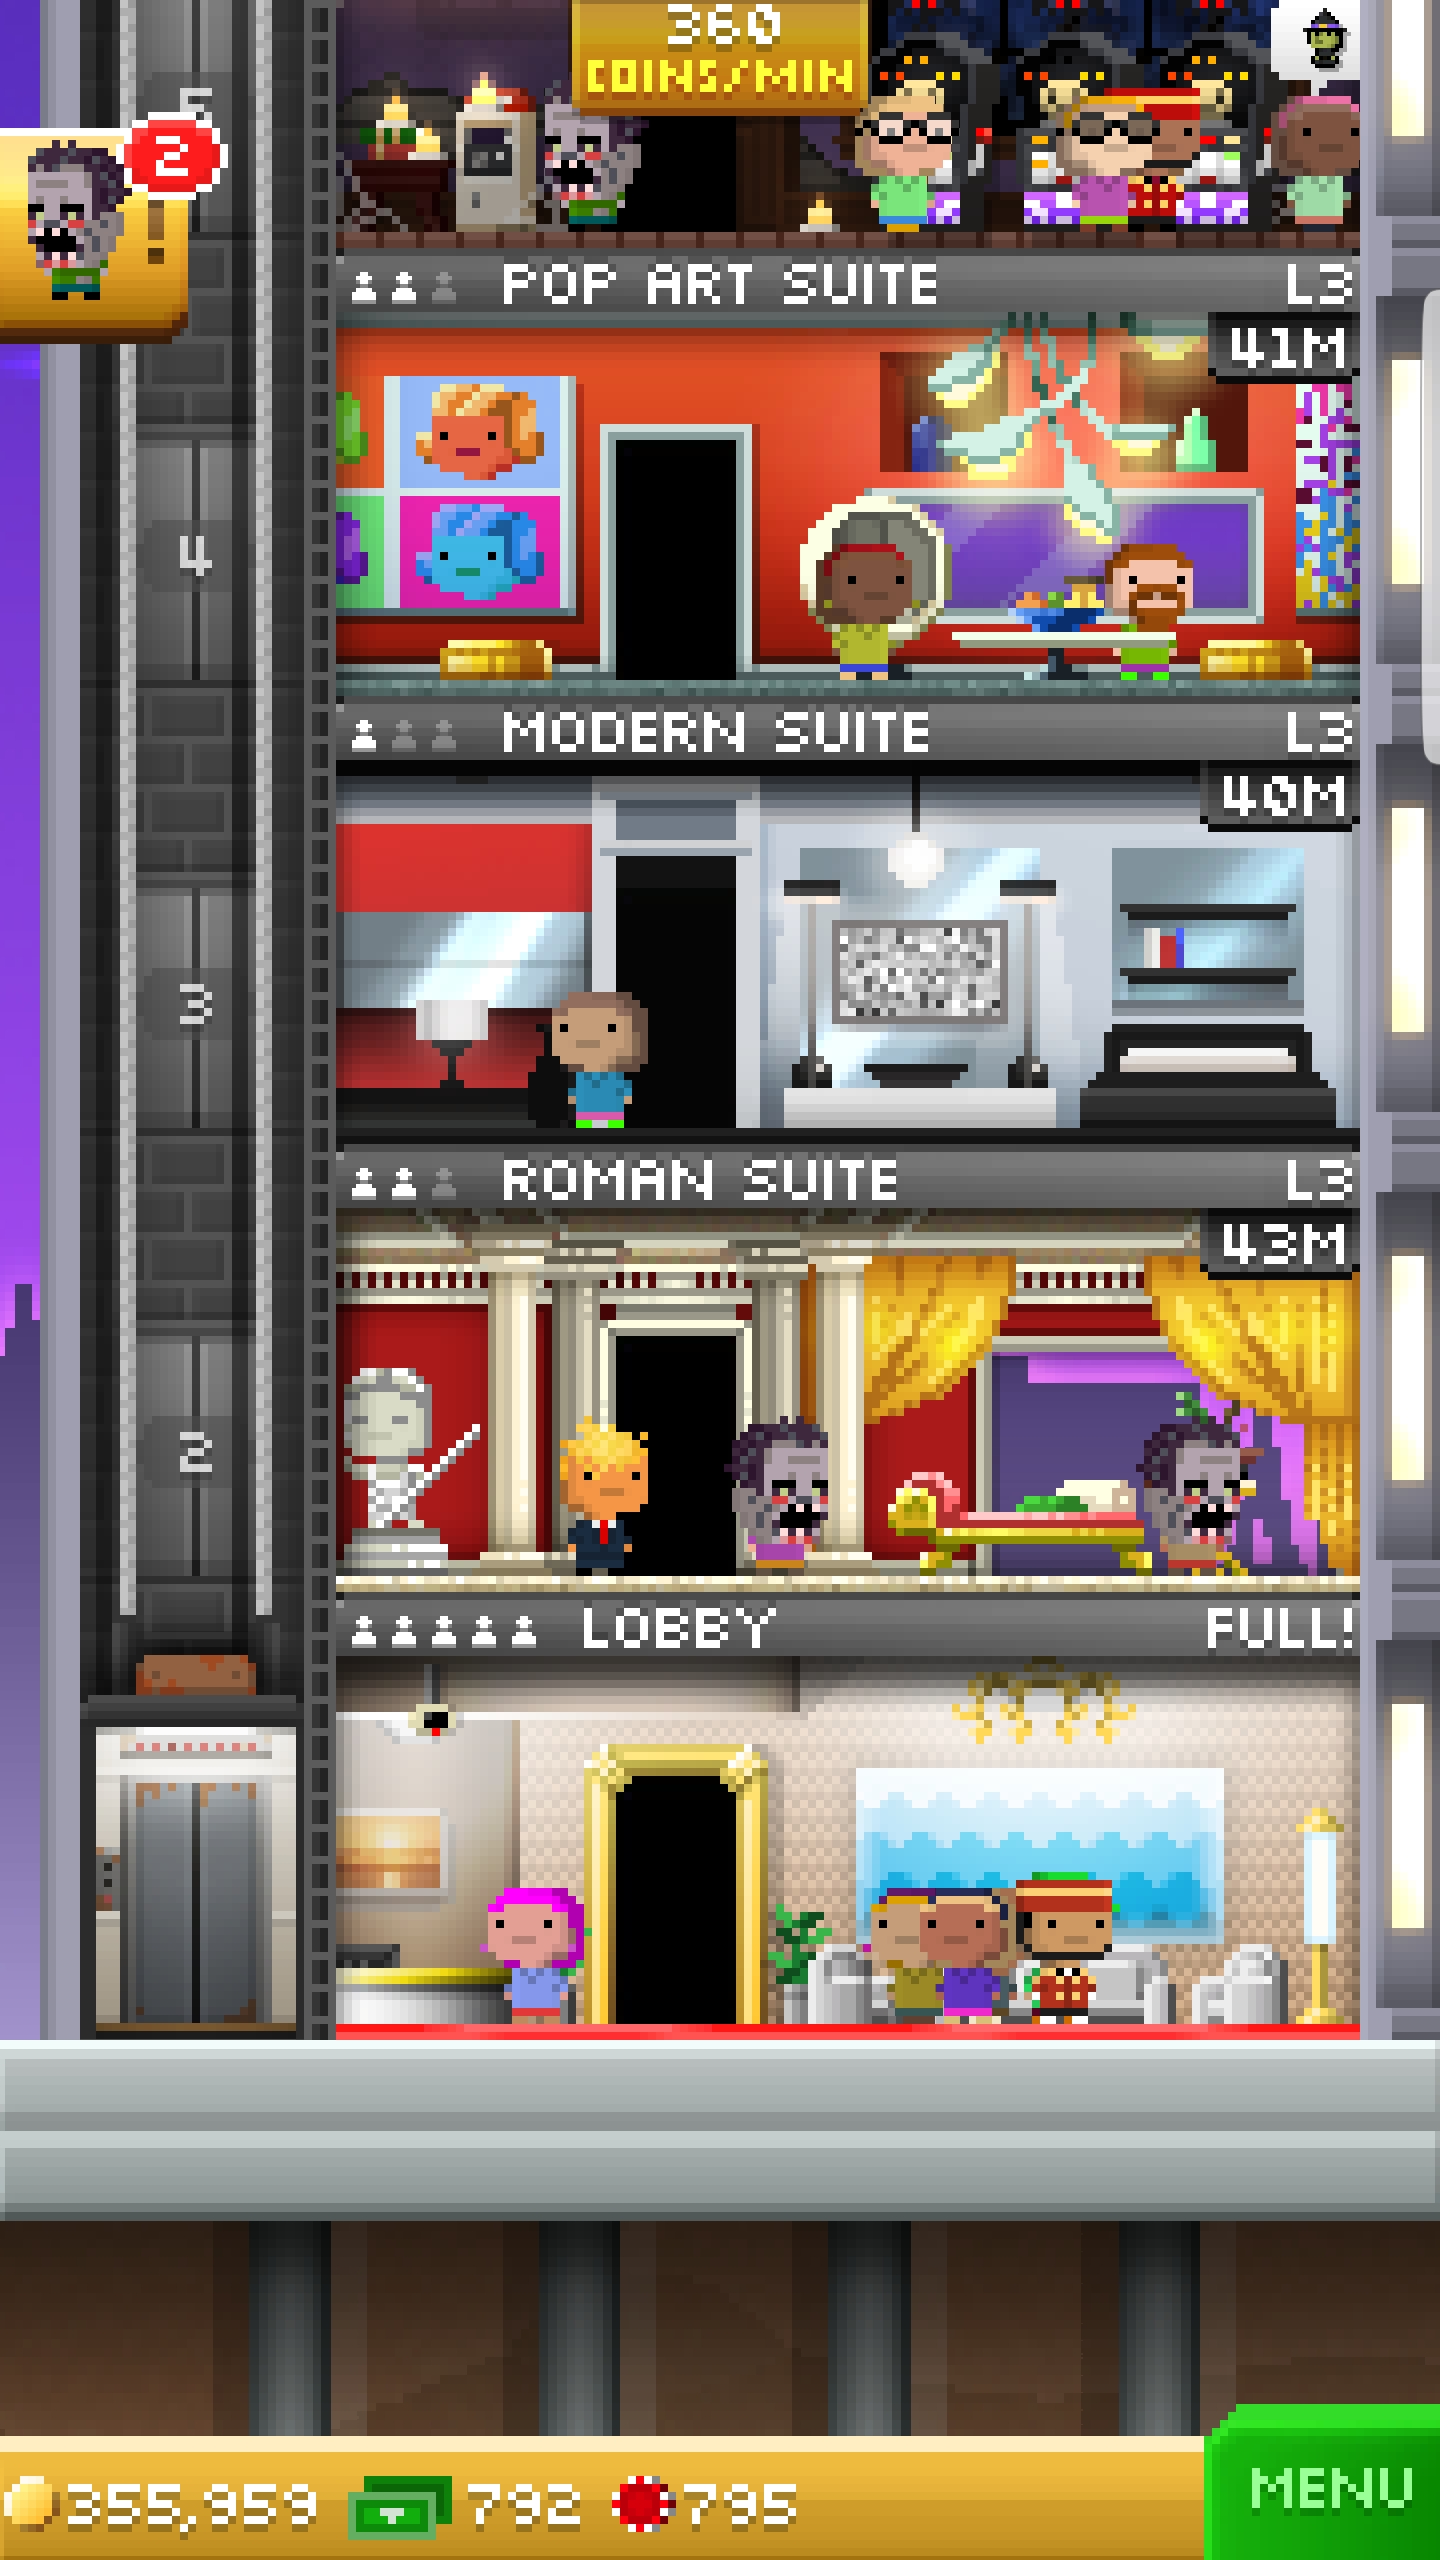 360
COINS/MIN
5
2
!
POP ART SUITE L3
41M
4
MODERN SUITE L3
40M
3
ROMAN SUITE L3
43M
2
LOBBY FULL!
355,959 792 795
MENU